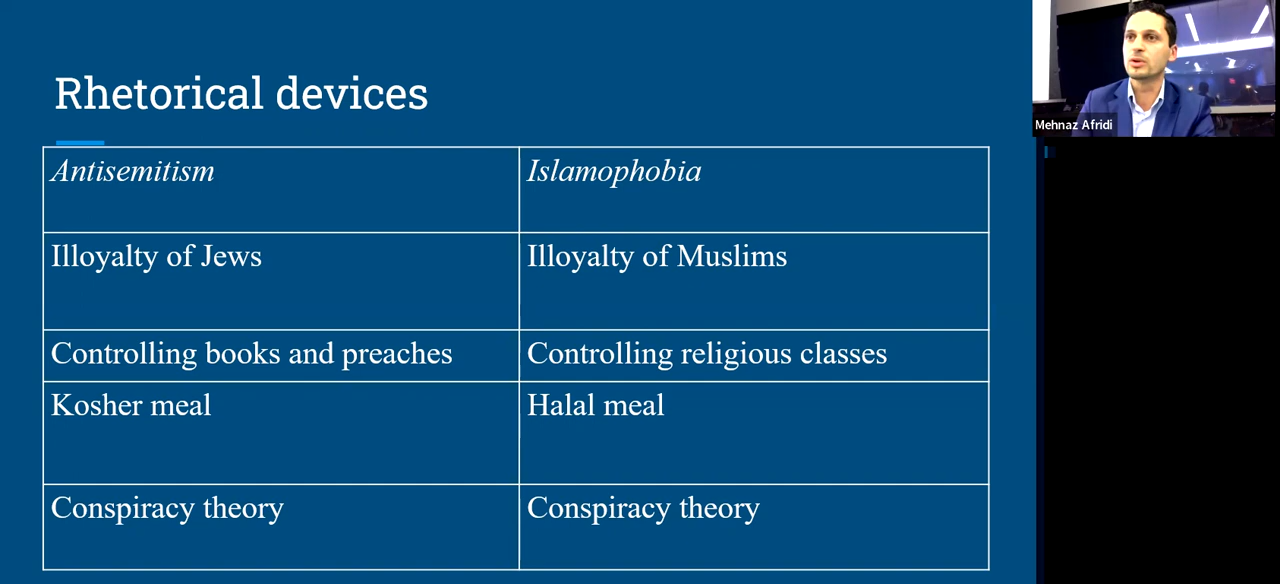 Rhetorical devices
Mehnaz Afridi
Antisemitism
Islamophobia
Illoyalty of Jews
Illoyalty of Muslims
Controlling books and preaches
Controlling religious classes
Kosher meal
Halal meal
Conspiracy theory
Conspiracy theory